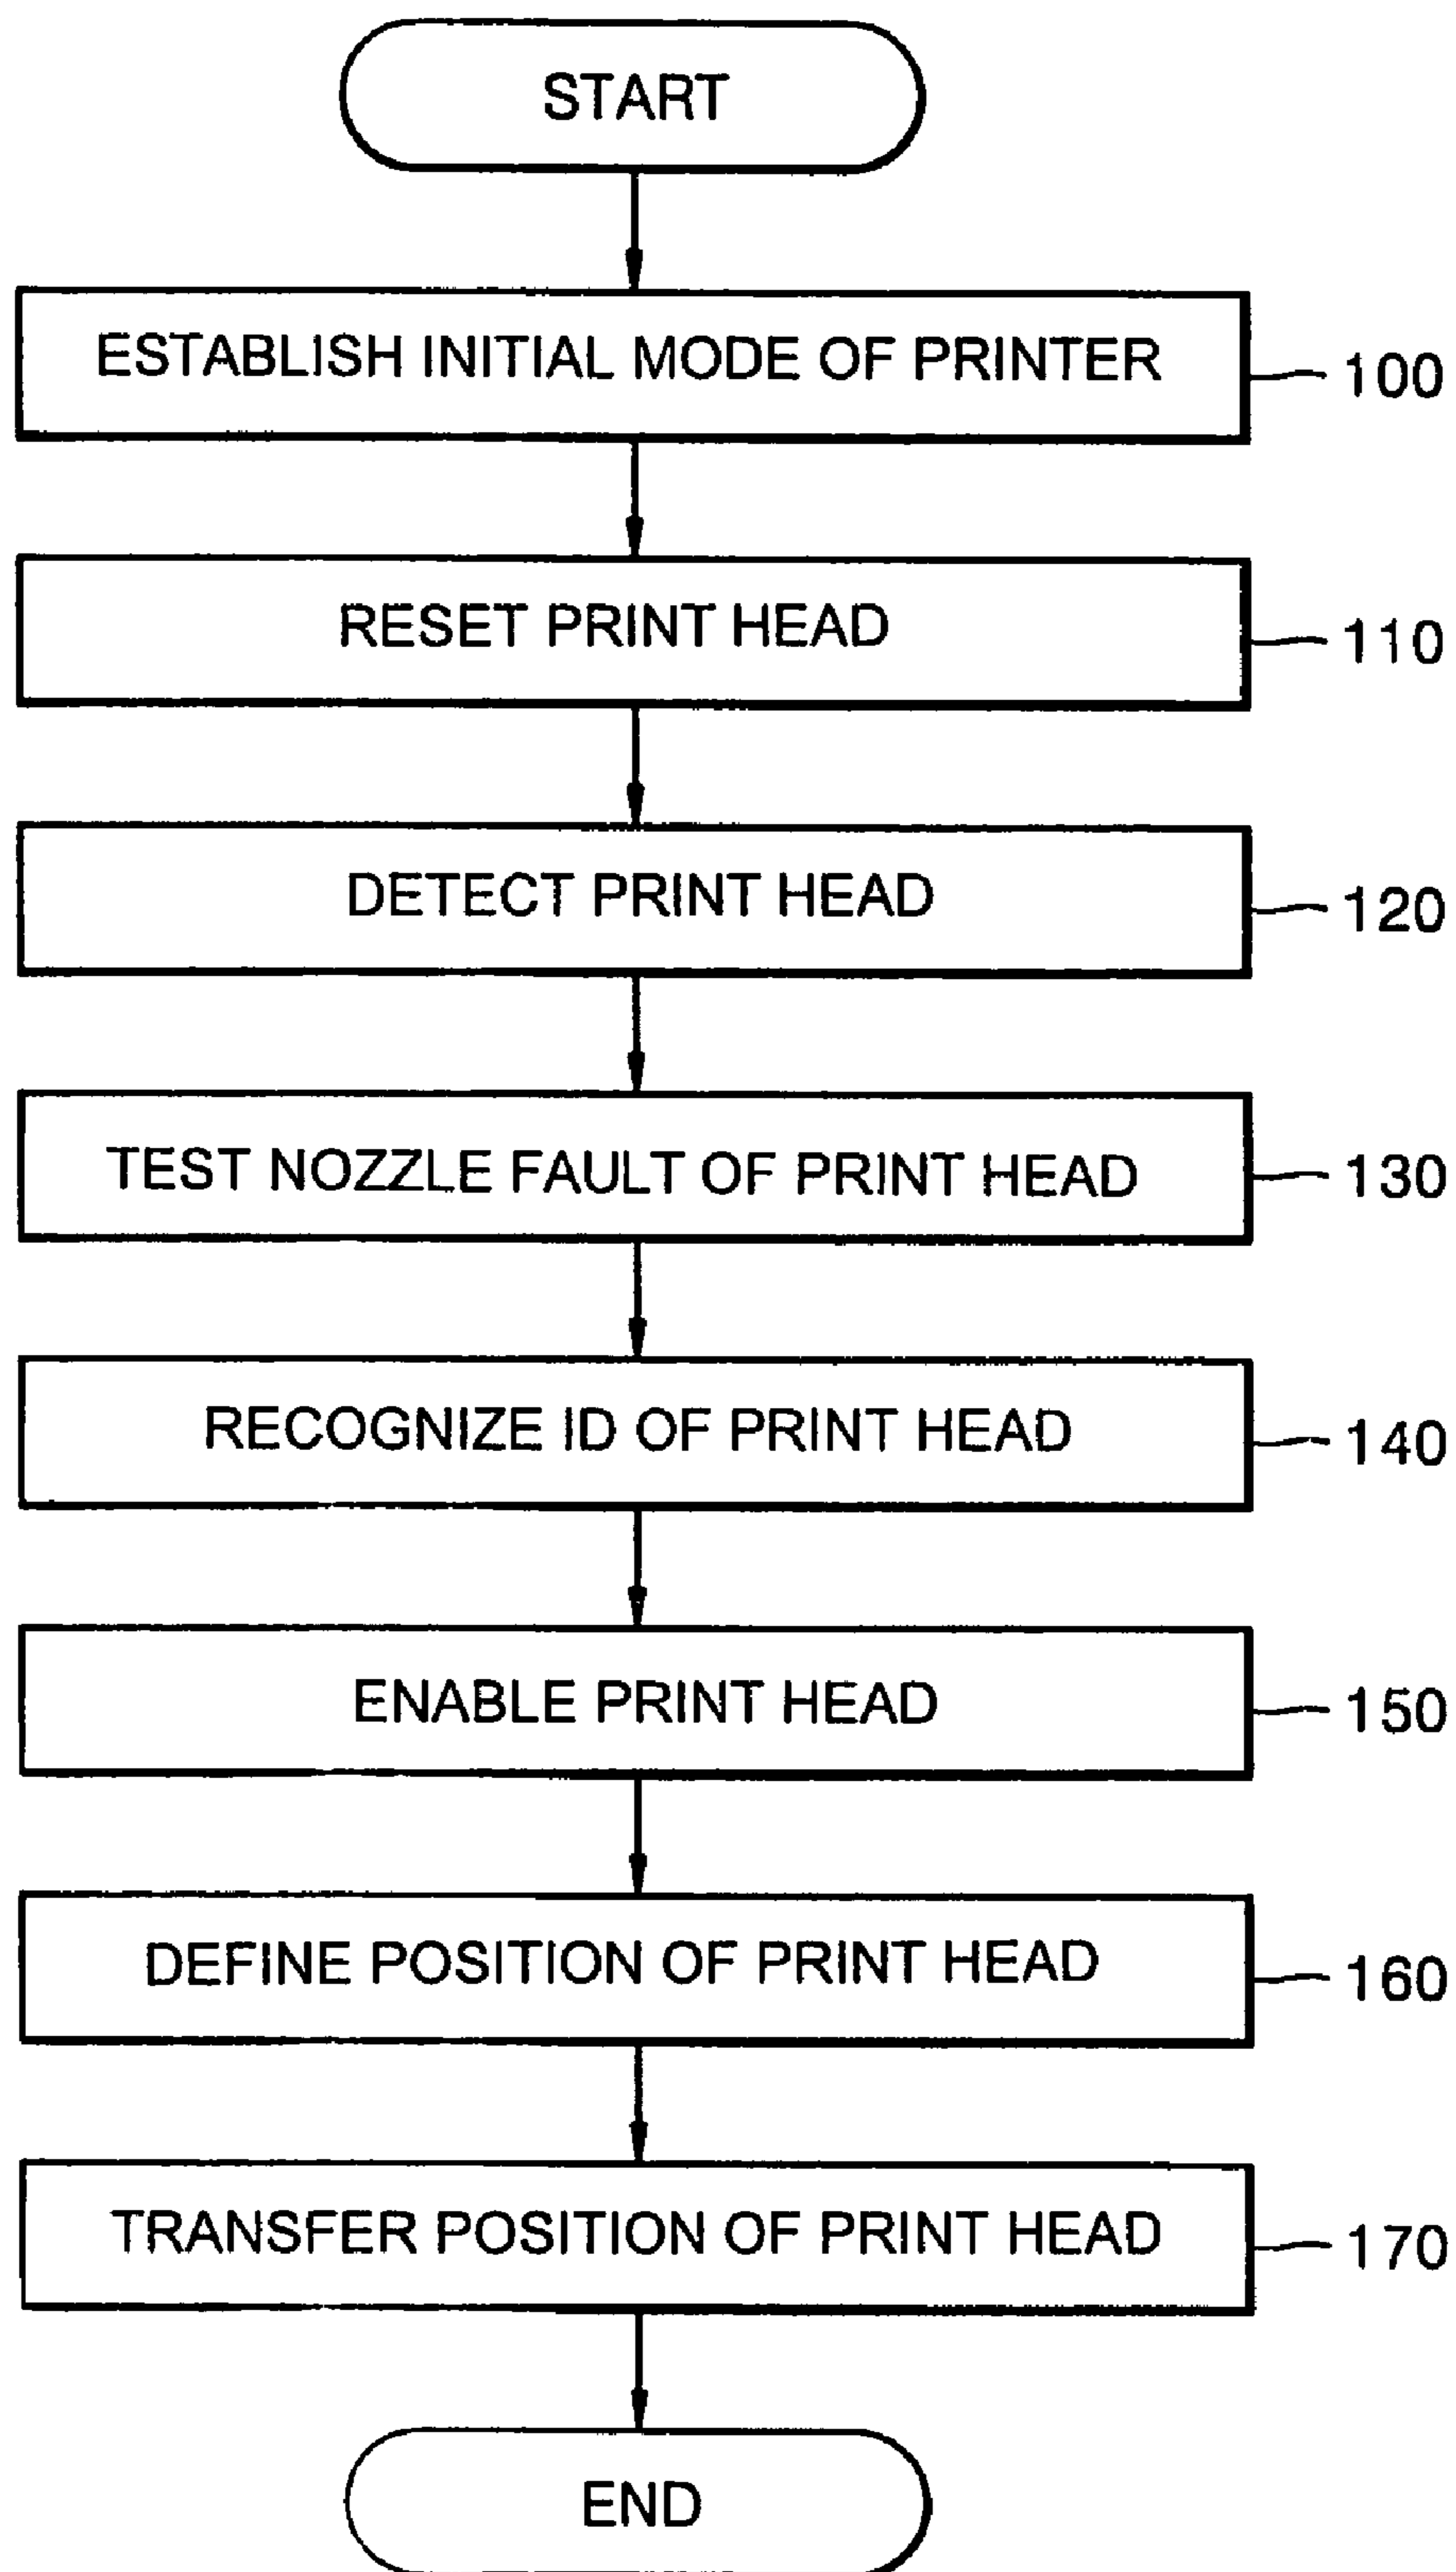 START
ESTABLISH INITIAL MODE OF PRINTER
100
RESET PRINT HEAD
110
DETECT PRINT HEAD
120
TEST NOZZLE FAULT OF PRINT HEAD
130
RECOGNIZE ID OF PRINT HEAD
140
ENABLE PRINT HEAD
150
DEFINE POSITION OF PRINT HEAD
160
TRANSFER POSITION OF PRINT HEAD
170
END